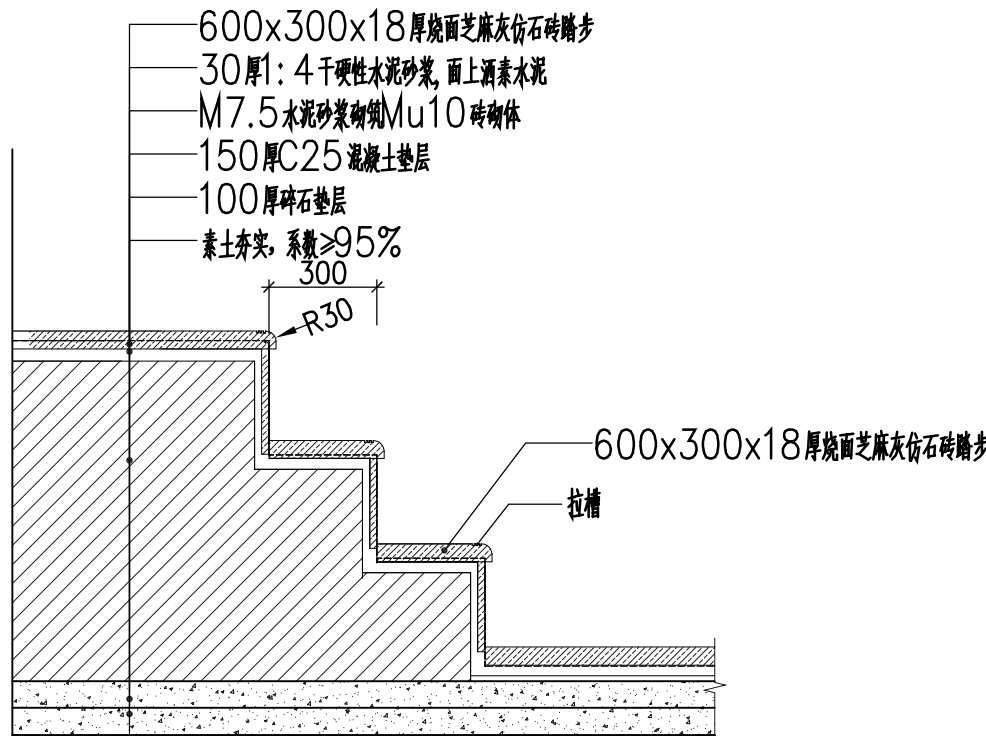 600x300x18厚烧面芝麻灰仿石砖踏步
30厚1：4干硬性水泥砂浆，面上洒素水泥
M7.5水泥砂浆砌筑Mu10砖砌体
150厚C25混凝土垫层
100厚碎石垫层
素土夯实，系数≥95%
300
R30
600x300x18厚烧面芝麻灰仿石砖踏步
拉槽